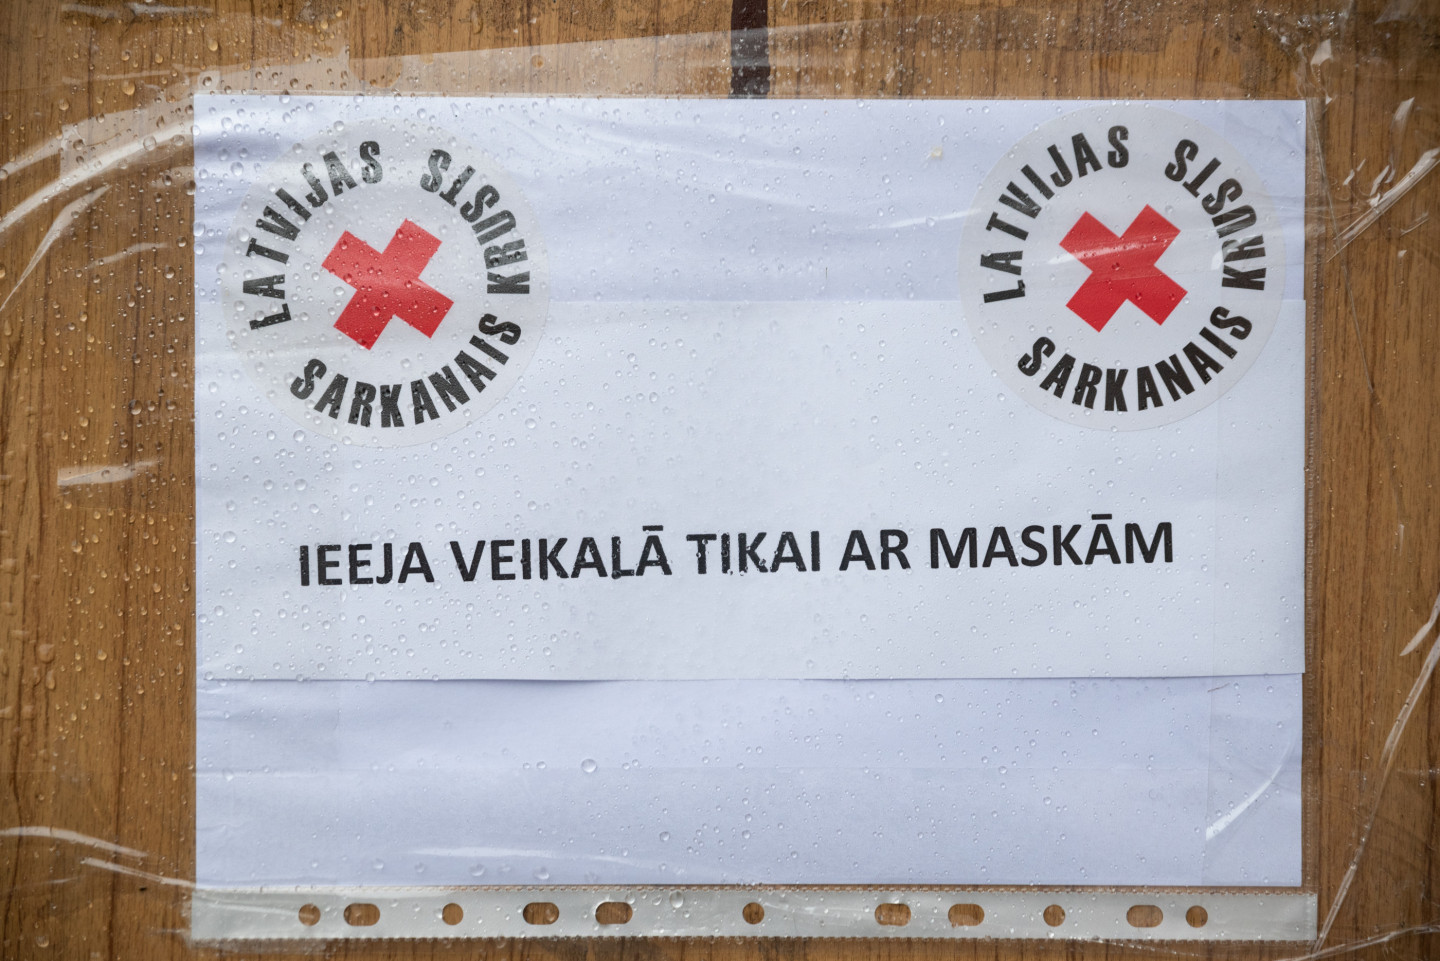 LATVIJAS SARKANAIS KRUSTS
LATVIJAS SARKANAIS KRUSTS
IEEJA VEIKALĀ TIKAI AR MASKĀM